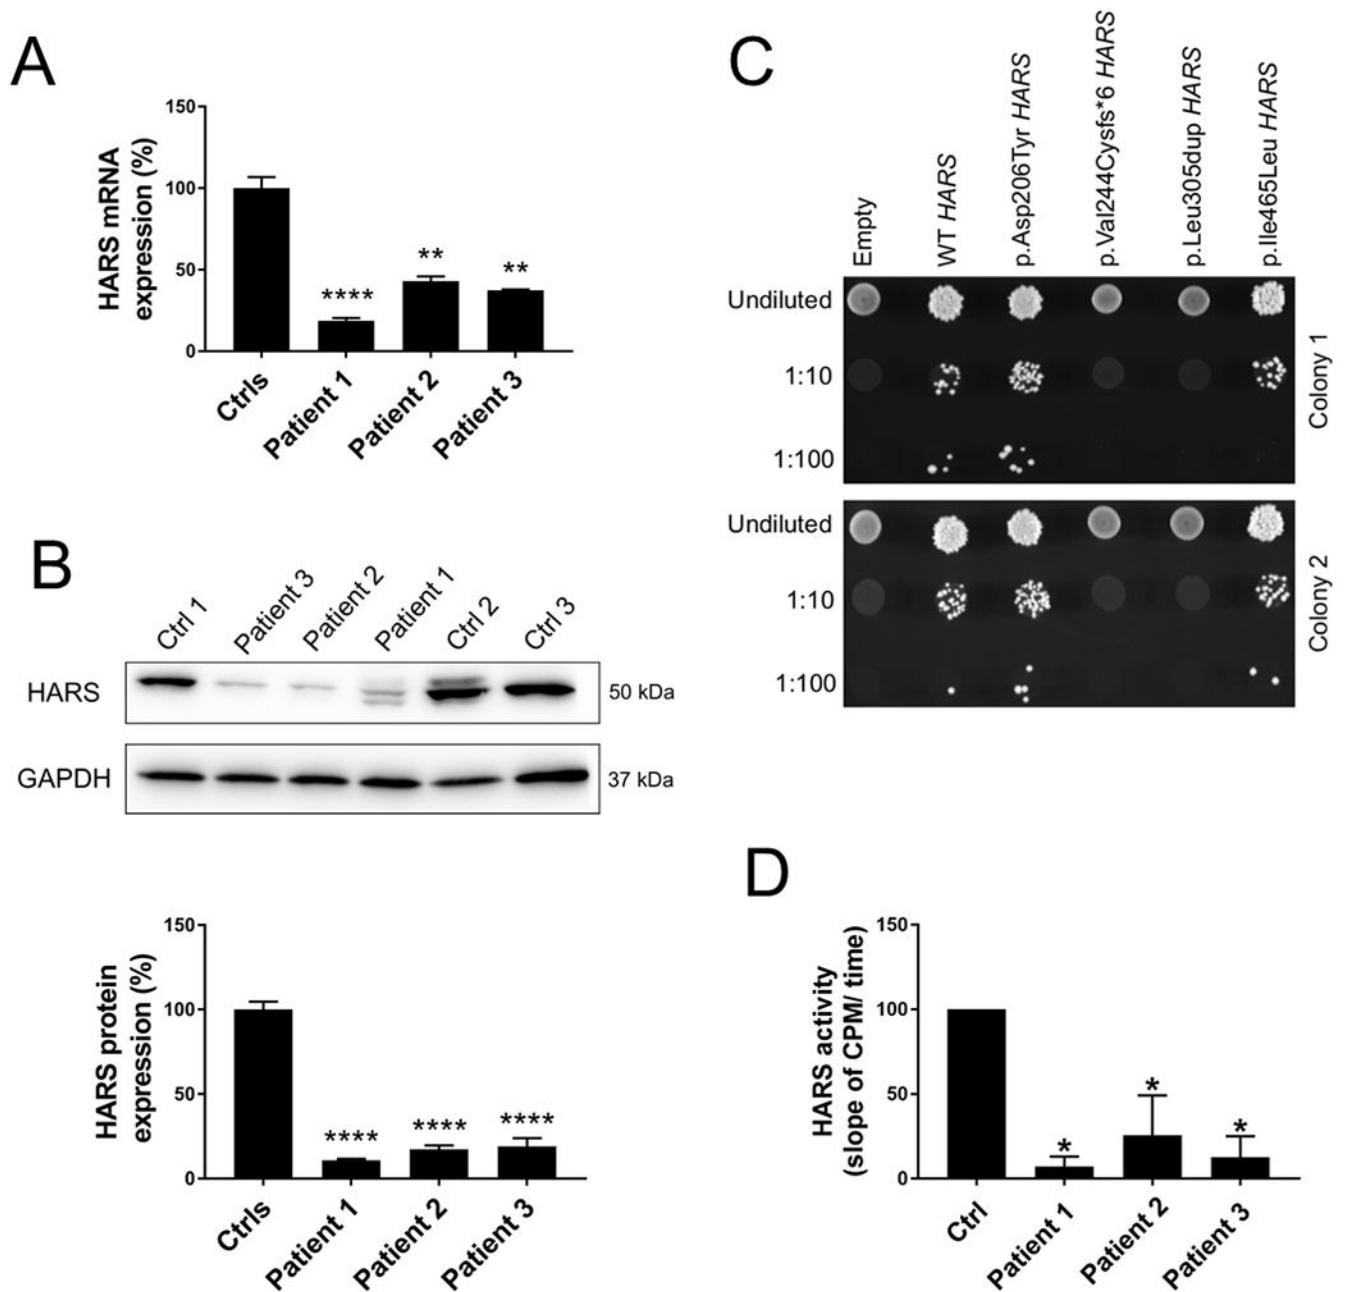 A
HARS mRNA
expression (%)
150
100
50
0
****
**
**
Ctrls
Patient 1
Patient 2
Patient 3
B
Ctrl 1
Patient 3
Patient 2
Patient 1
Ctrl 2
Ctrl 3
HARS
50 kDa
GAPDH
37 kDa
HARS protein
expression (%)
150
100
50
0
****
****
****
Ctrls
Patient 1
Patient 2
Patient 3
C
Empty
WT HARS
p.Asp206Tyr HARS
p.Val244Cysfs*6 HARS
p.Leu305dup HARS
p.Ile465Leu HARS
Undiluted
1:10
1:100
Colony 1
Undiluted
1:10
1:100
Colony 2
D
HARS activity
(slope of CPM/ time)
150
100
50
0
*
*
*
Ctrl
Patient 1
Patient 2
Patient 3